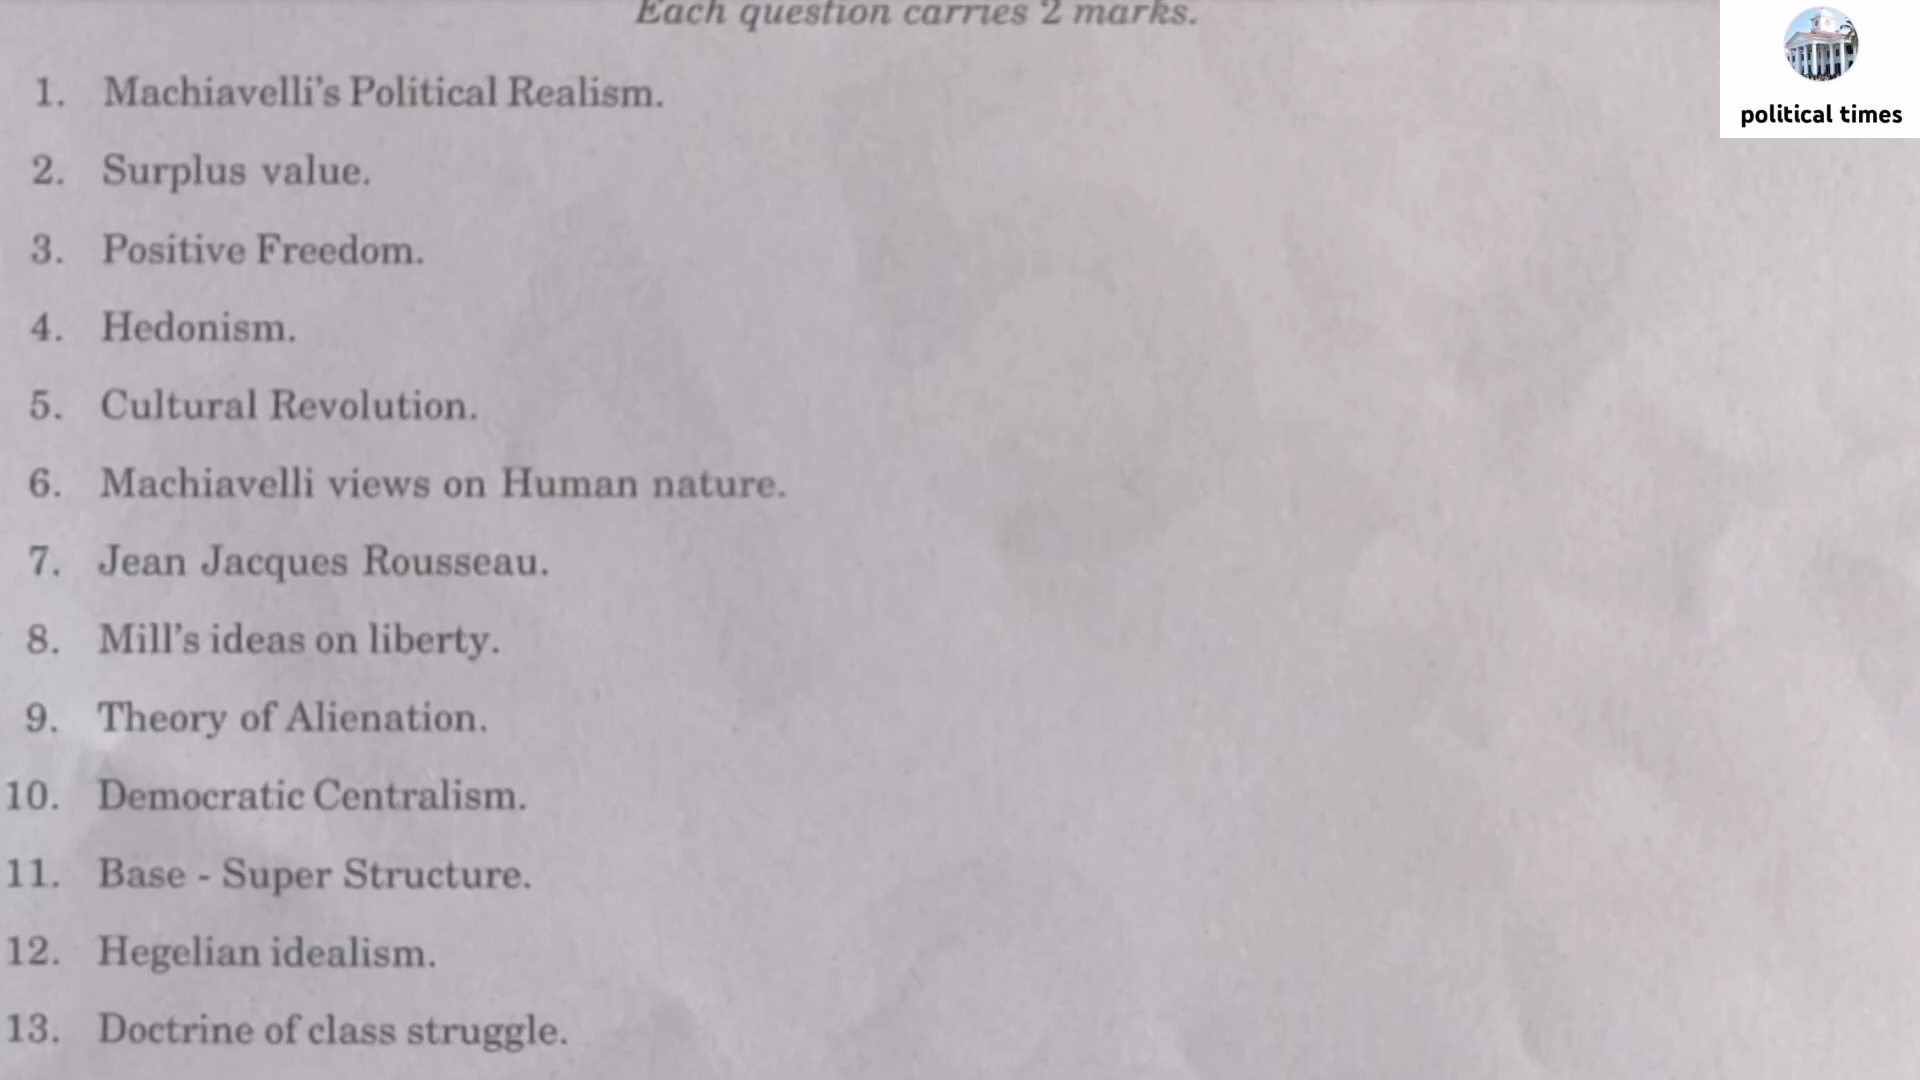 Each question carries 2 marks.
political times
1. Machiavelli's Political Realism.
2. Surplus value.
3. Positive Freedom.
4. Hedonism.
5. Cultural Revolution.
6. Machiavelli views on Human nature.
7. Jean Jacques Rousseau.
8. Mill's ideas on liberty.
9. Theory of Alienation.
10. Democratic Centralism.
11. Base - Super Structure.
12. Hegelian idealism.
13. Doctrine of class struggle.